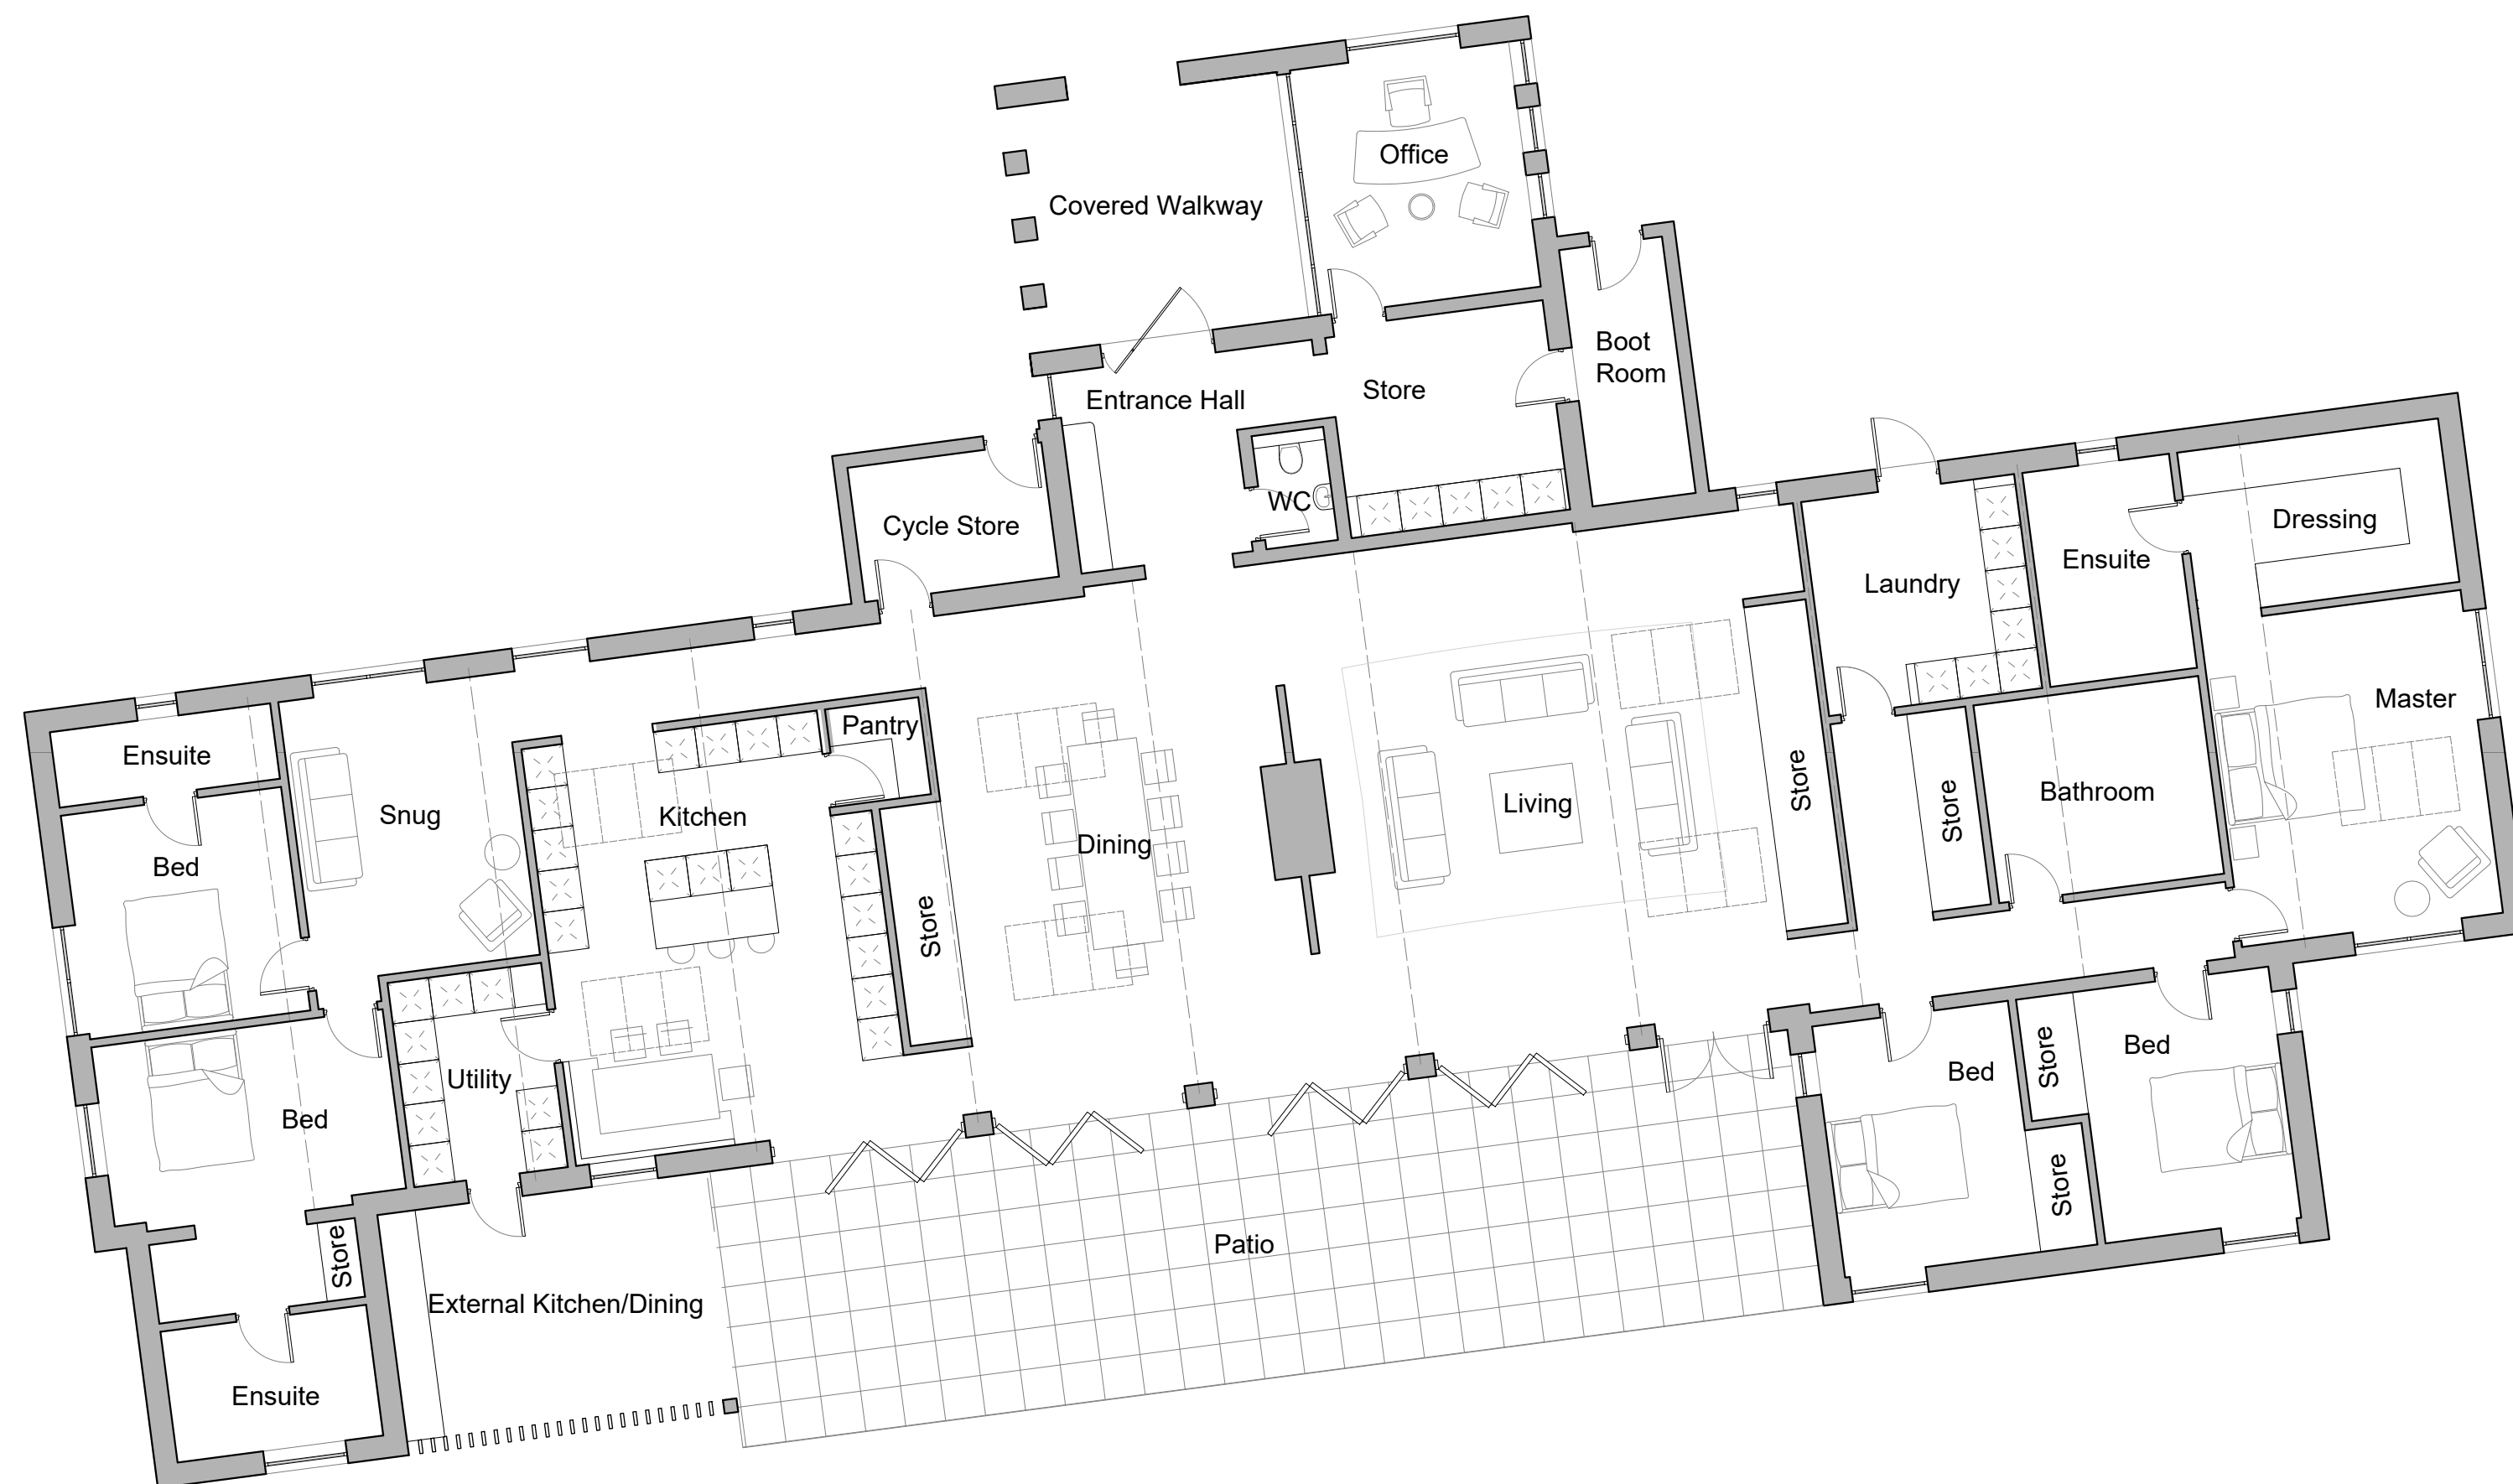 Office
Covered Walkway
Boot
Room
Entrance Hall
Store
WC
Cycle Store
Dressing
Ensuite
Laundry
Master
Pantry
Ensuite
Snug
Kitchen
Dining
Living
Store
Store
Bathroom
Bed
Store
Utility
Bed
Bed
Store
Bed
Store
Patio
Store
External Kitchen/Dining
Ensuite